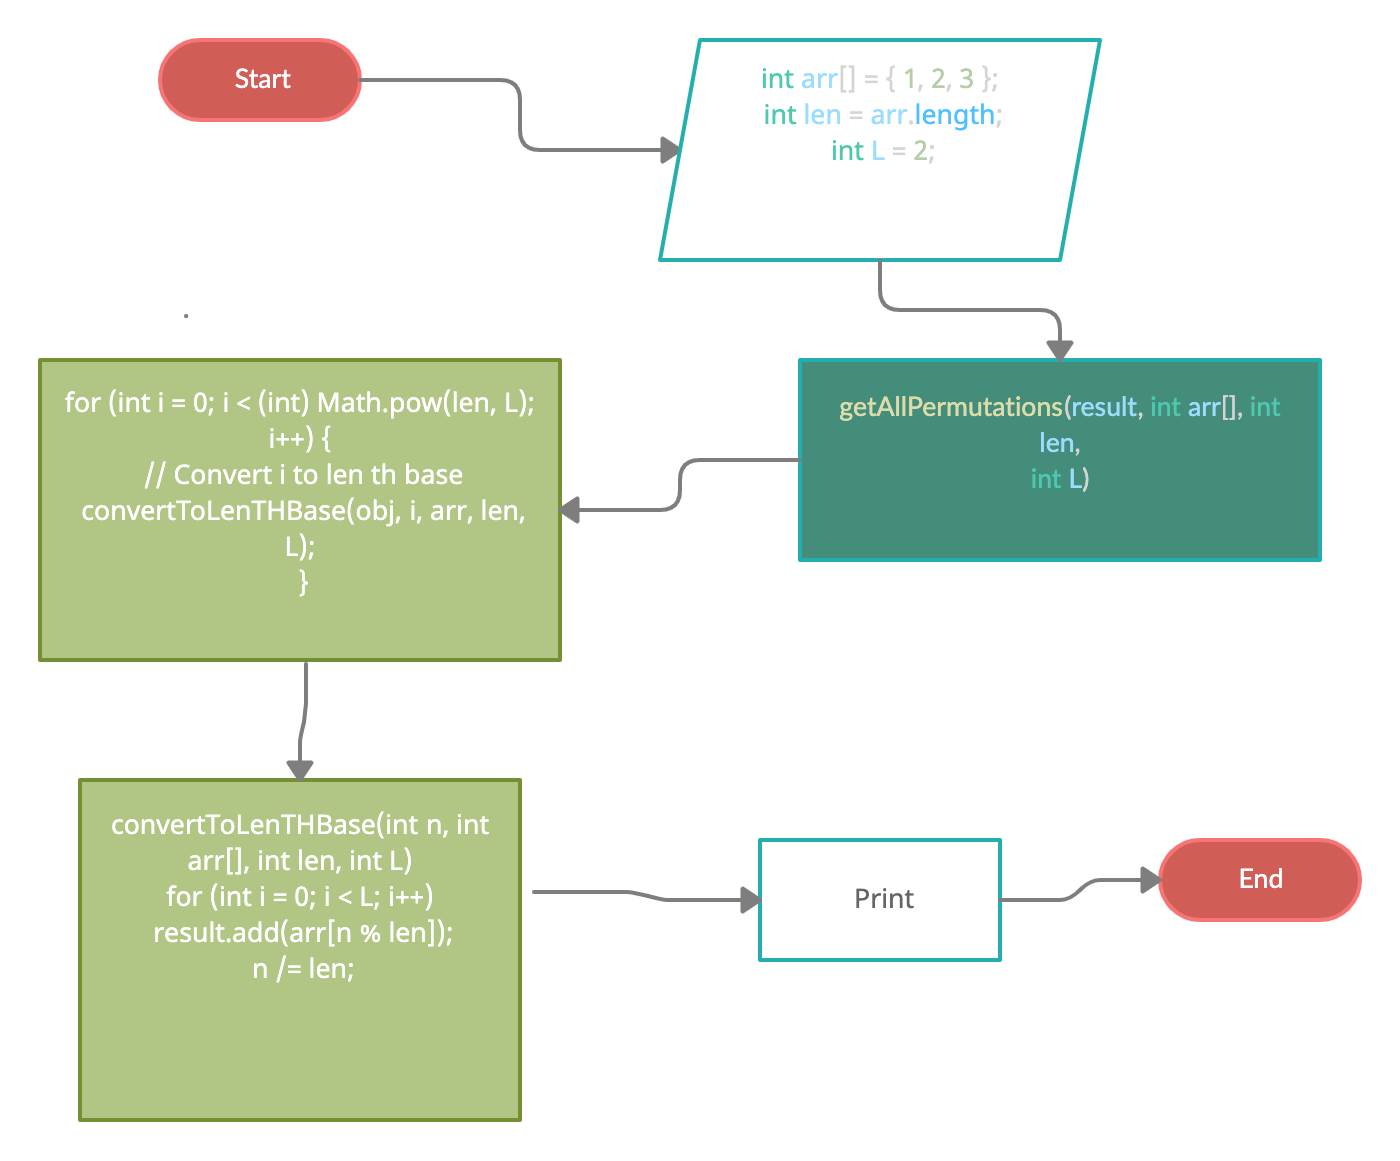 Start
int arr[] = { 1, 2, 3 };
int len = arr.length;
int L = 2;
getAllPermutations(result, int arr[], int
len,
int L)
for (int i = 0; i < (int) Math.pow(len, L);
i++) {
// Convert i to len th base
convertToLenTHBase(obj, i, arr, len,
L);
}
convertToLenTHBase(int n, int
arr[], int len, int L)
for (int i = 0; i < L; i++)
result.add(arr[n % len]);
n /= len;
Print
End